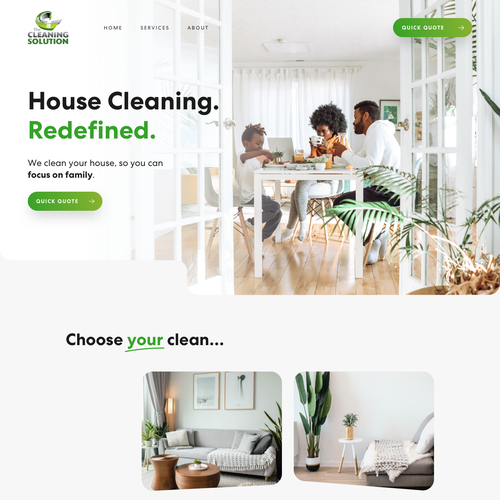 CLEANING
SOLUTION
HOME SERVICES ABOUT
QUICK QUOTE
House Cleaning.
Redefined.
We clean your house, so you can
focus on family.
QUICK QUOTE
Choose your clean...